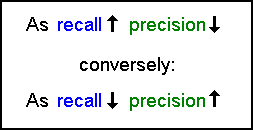 As recall ↑ precision ↓
conversely:
As recall ↓ precision ↑